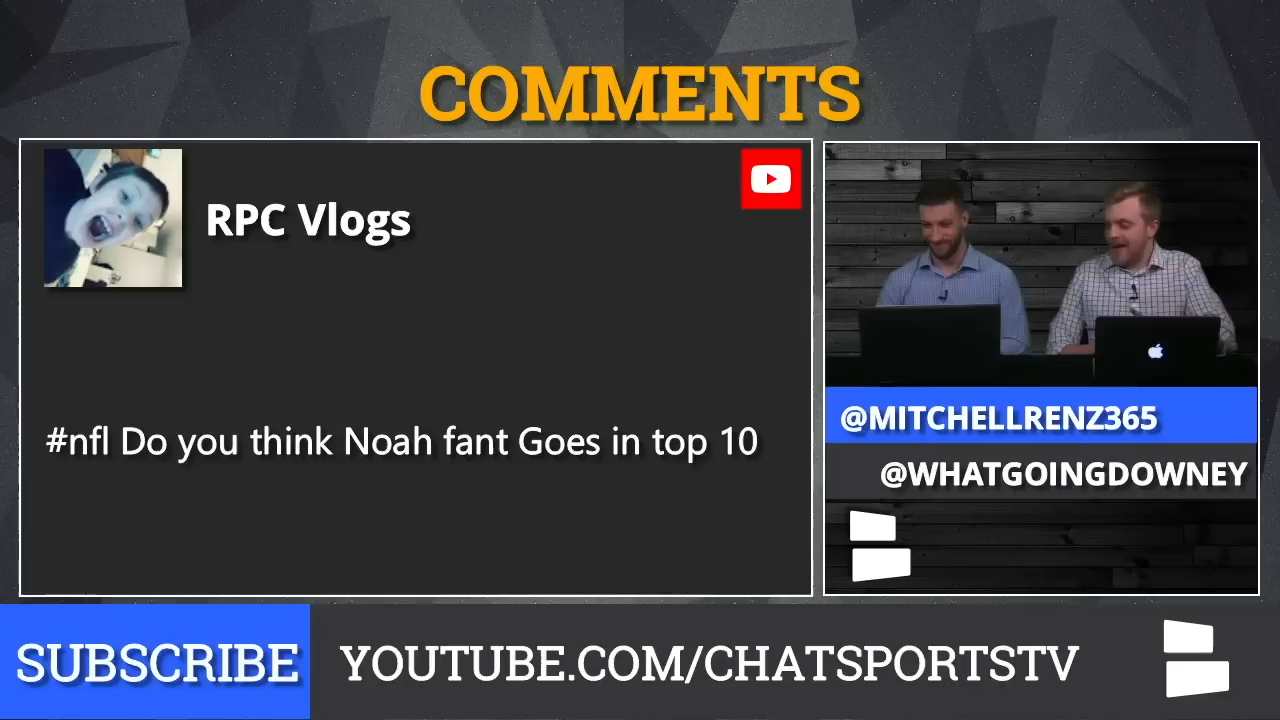 COMMENTS
RPC Vlogs
#nfl Do you think Noah fant Goes in top 10
@MITCHELLRENZ365
@WHATGOINGDOWNEY
SUBSCRIBE YOUTUBE.COM/CHATSPORTSTV